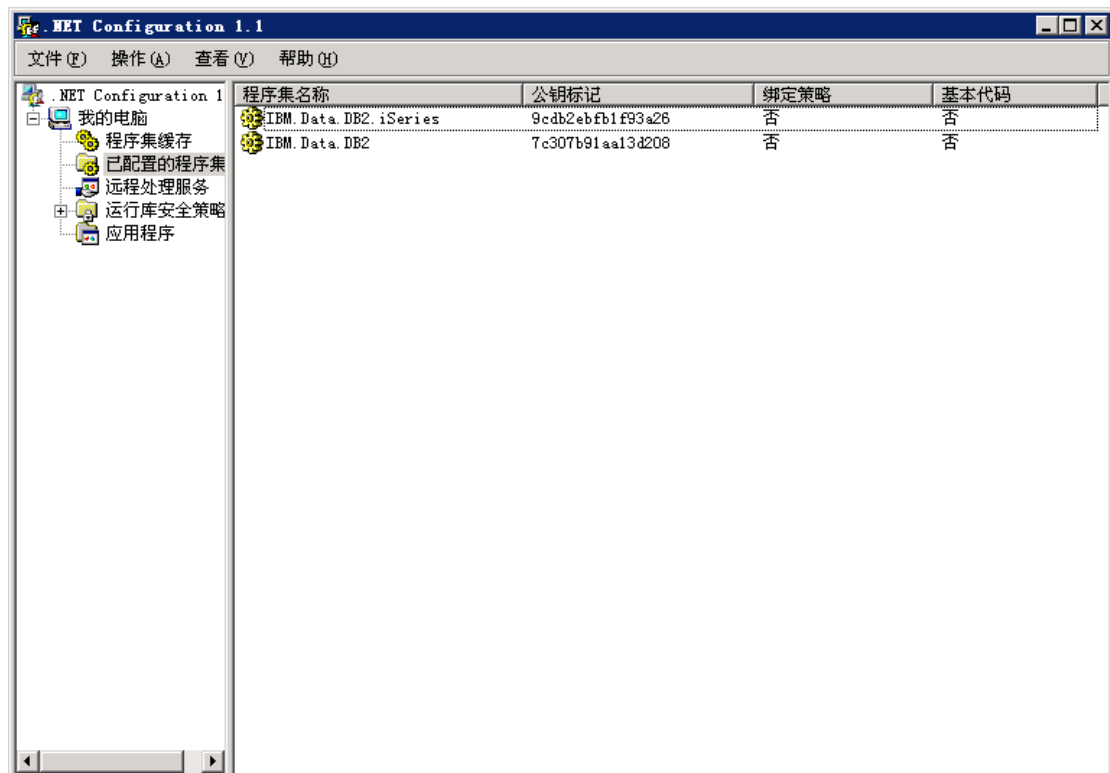 .NET Configuration 1.1
文件(F) 操作(A) 查看(V) 帮助(H)
.NET Configuration 1
我的电脑
程序集缓存
已配置的程序集
远程处理服务
运行库安全策略
应用程序
程序集名称 公钥标记 绑定策略 基本代码
IBM.Data.DB2.iSeries 9cdb2ebfb1f93a26 否 否
IBM.Data.DB2 7c307b91aa13d208 否 否